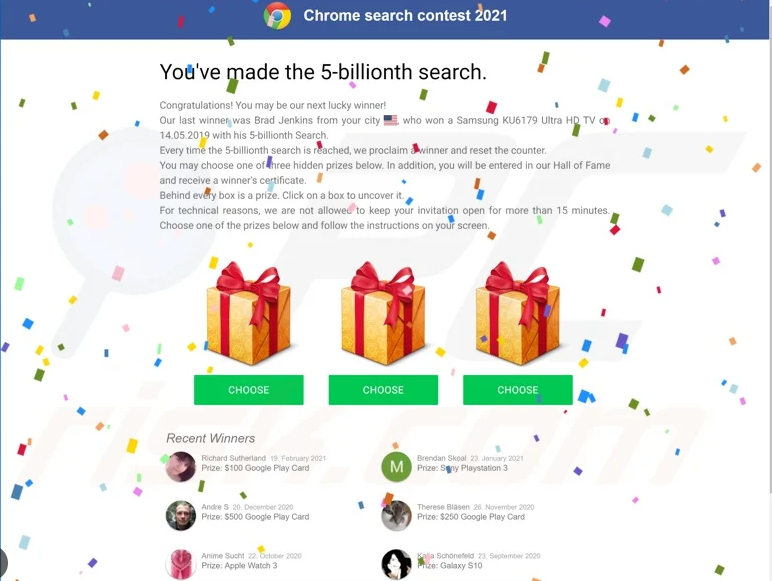 Chrome search contest 2021
You've made the 5-billionth search.
Congratulations! You may be our next lucky winner!
Our last winner was Brad Jenkins from your city , who won a Samsung KU6179 Ultra HD TV on
14.05.2019 with his 5-billionth Search.
Every time the 5-billionth search is reached, we proclaim a winner and reset the counter.
You may choose one of three hidden prizes below. In addition, you will be entered in our Hall of Fame
and receive a winner's certificate.
Behind every box is a prize. Click on a box to uncover it.
For technical reasons, we are not allowed to keep your invitation open for more than 15 minutes.
Choose one of the prizes below and follow the instructions on your screen.
CHOOSE CHOOSE CHOOSE
Recent Winners
Richard Sutherland 19. February 2021
Prize: $100 Google Play Card
M
Brendan Skoal 23. January 2021
Prize: Sony Playstation 3
Andre S 20. December 2020
Prize: $500 Google Play Card
Therese Bläsen 26. November 2020
Prize: $250 Google Play Card
Anime Sucht 22. October 2020
Prize: Apple Watch 3
Katja Schönefeld 23. September 2020
Prize: Galaxy S10
PC
risk.com